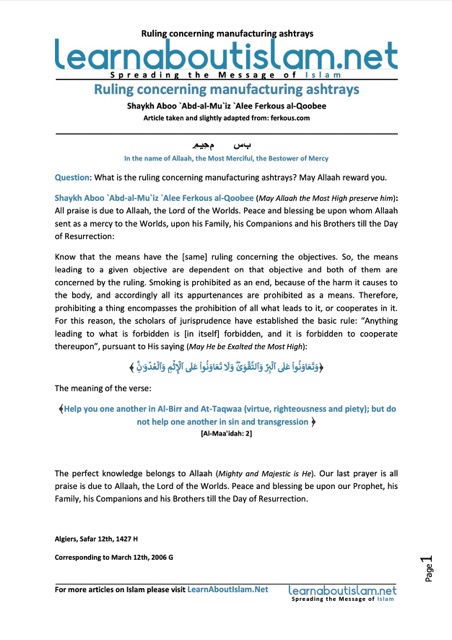 Ruling concerning manufacturing ashtrays
learnaboutislam.net
Spreading the Message of Islam
Ruling concerning manufacturing ashtrays
Shaykh Aboo `Abd-al-Mu`iz `Alee Ferkous al-Qoobee
Article taken and slightly adapted from: ferkous.com
In the name of Allaah, the Most Merciful, the Bestower of Mercy
Question: What is the ruling concerning manufacturing ashtrays? May Allaah reward you.
Shaykh Aboo `Abd-al-Mu`iz `Alee Ferkous al-Qoobee (May Allaah the Most High preserve him):
All praise is due to Allaah, the Lord of the Worlds. Peace and blessing be upon whom Allaah
sent as a mercy to the Worlds, upon his Family, his Companions and his Brothers till the Day
of Resurrection:
Know that the means have the [same] ruling concerning the objectives. So, the means
leading to a given objective are dependent on that objective and both of them are
concerned by the ruling. Smoking is prohibited as an end, because of the harm it causes to
the body, and accordingly all its appurtenances are prohibited as a means. Therefore,
prohibiting a thing encompasses the prohibition of all what leads to it, or cooperates in it.
For this reason, the scholars of jurisprudence have established the basic rule: “Anything
leading to what is forbidden is [in itself] forbidden, and it is forbidden to cooperate
thereupon”, pursuant to His saying (May He be Exalted the Most High):
﴿وَتَعَاوَنُوا۟ عَلَى ٱلْبِرِّ وَٱلتَّقْوَىٰ ۖ وَلَا تَعَاوَنُوا۟ عَلَى ٱلْإِثْمِ وَٱلْعُدْوَٰنِ ﴾
The meaning of the verse:
﴾Help you one another in Al-Birr and At-Taqwaa (virtue, righteousness and piety); but do
not help one another in sin and transgression ﴿
[Al-Maa'idah: 2]
The perfect knowledge belongs to Allaah (Mighty and Majestic is He). Our last prayer is all
praise is due to Allaah, the Lord of the Worlds. Peace and blessing be upon our Prophet, his
Family, his Companions and his Brothers till the Day of Resurrection.
Algiers, Safar 12th, 1427 H
Corresponding to March 12th, 2006 G
Page 1
For more articles on Islam please visit LearnAboutIslam.Net
learnaboutislam.net
Spreading the Message of Islam